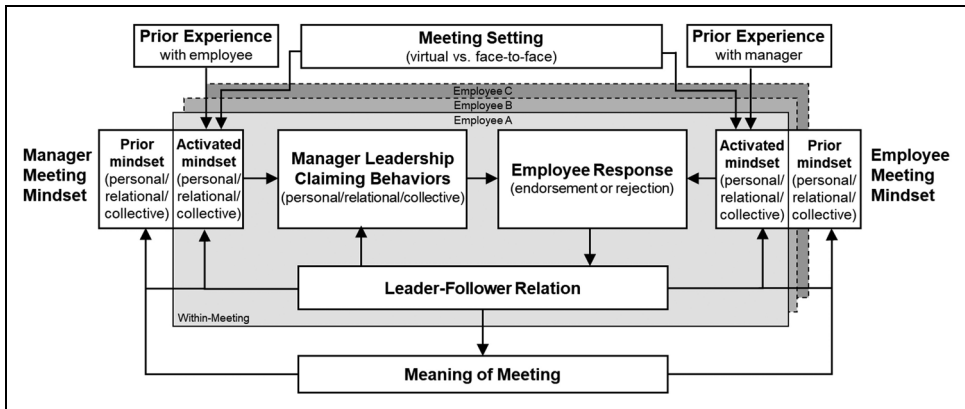 Prior Experience
with employee
Meeting Setting
(virtual vs. face-to-face)
Prior Experience
with manager
Employee C
Employee B
Employee A
Manager
Meeting
Mindset
Prior
mindset
(personal/
relational/
collective)
Activated
mindset
(personal/
relational/
collective)
Manager Leadership
Claiming Behaviors
(personal/relational/collective)
Employee Response
(endorsement or rejection)
Activated
mindset
(personal/
relational/
collective)
Prior
mindset
(personal/
relational/
collective)
Employee
Meeting
Mindset
Leader-Follower Relation
Within-Meeting
Meaning of Meeting